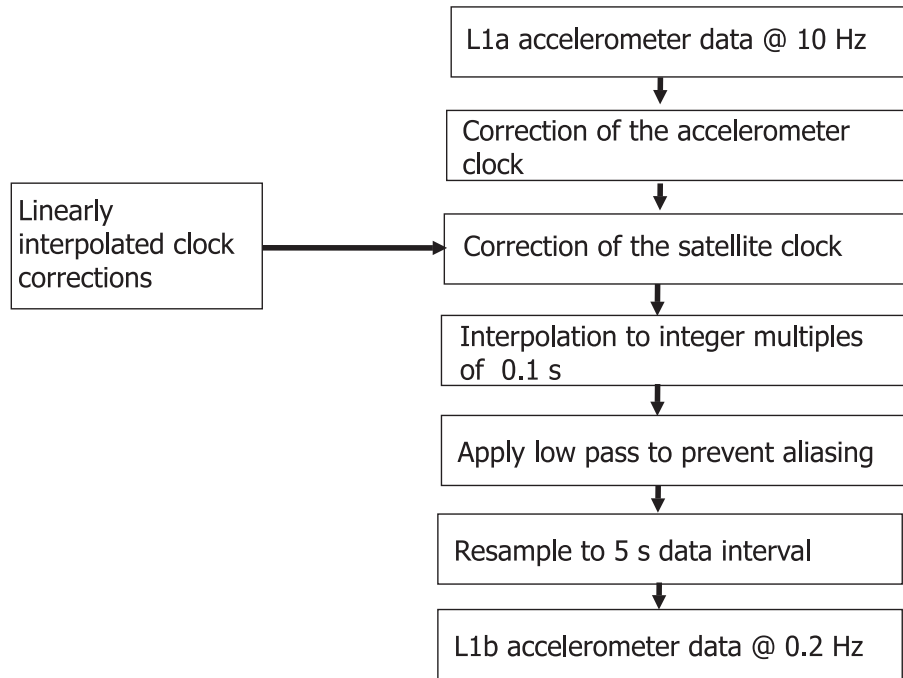 L1a accelerometer data @ 10 Hz
Correction of the accelerometer
clock
Linearly
interpolated clock
corrections
Correction of the satellite clock
Interpolation to integer multiples
of 0.1 s
Apply low pass to prevent aliasing
Resample to 5 s data interval
L1b accelerometer data @ 0.2 Hz